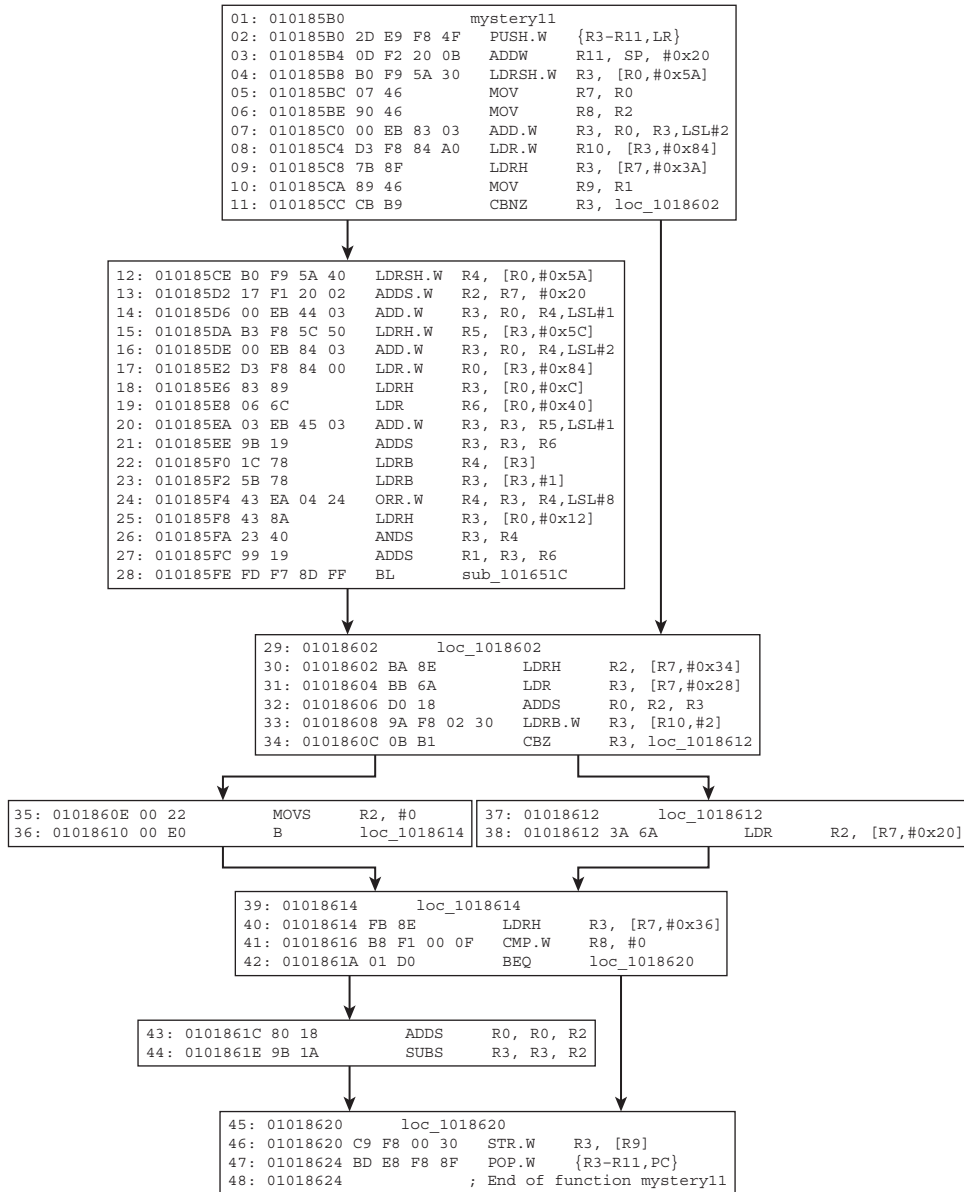 01: 010185B0 mystery11
02: 010185B0 2D E9 F8 4F PUSH.W {R3-R11,LR}
03: 010185B4 0D F2 20 0B ADDW R11, SP, #0x20
04: 010185B8 B0 F9 5A 30 LDRSH.W R3, [R0,#0x5A]
05: 010185BC 07 46 MOV R7, R0
06: 010185BE 90 46 MOV R8, R2
07: 010185C0 00 EB 83 03 ADD.W R3, R0, R3,LSL#2
08: 010185C4 D3 F8 84 A0 LDR.W R10, [R3,#0x84]
09: 010185C8 7B 8F LDRH R3, [R7,#0x3A]
10: 010185CA 89 46 MOV R9, R1
11: 010185CC CB B9 CBNZ R3, loc_1018602
12: 010185CE B0 F9 5A 40 LDRSH.W R4, [R0,#0x5A]
13: 010185D2 17 F1 20 02 ADDS.W R2, R7, #0x20
14: 010185D6 00 EB 44 03 ADD.W R3, R0, R4,LSL#1
15: 010185DA B3 F8 5C 50 LDRH.W R5, [R3,#0x5C]
16: 010185DE 00 EB 84 03 ADD.W R3, R0, R4,LSL#2
17: 010185E2 D3 F8 84 00 LDR.W R0, [R3,#0x84]
18: 010185E6 83 89 LDRH R3, [R0,#0xC]
19: 010185E8 06 6C LDR R6, [R0,#0x40]
20: 010185EA 03 EB 45 03 ADD.W R3, R3, R5,LSL#1
21: 010185EE 9B 19 ADDS R3, R3, R6
22: 010185F0 1C 78 LDRB R4, [R3]
23: 010185F2 5B 78 LDRB R3, [R3,#1]
24: 010185F4 43 EA 04 24 ORR.W R4, R3, R4,LSL#8
25: 010185F8 43 8A LDRH R3, [R0,#0x12]
26: 010185FA 23 40 ANDS R3, R4
27: 010185FC 99 19 ADDS R1, R3, R6
28: 010185FE FD F7 8D FF BL sub_101651C
29: 01018602 loc_1018602
30: 01018602 BA 8E LDRH R2, [R7,#0x34]
31: 01018604 BB 6A LDR R3, [R7,#0x28]
32: 01018606 D0 18 ADDS R0, R2, R3
33: 01018608 9A F8 02 30 LDRB.W R3, [R10,#2]
34: 0101860C 0B B1 CBZ R3, loc_1018612
35: 0101860E 00 22 MOVS R2, #0
36: 01018610 00 E0 B loc_1018614
37: 01018612 loc_1018612
38: 01018612 3A 6A LDR R2, [R7,#0x20]
39: 01018614 loc_1018614
40: 01018614 FB 8E LDRH R3, [R7,#0x36]
41: 01018616 B8 F1 00 0F CMP.W R8, #0
42: 0101861A 01 D0 BEQ loc_1018620
43: 0101861C 80 18 ADDS R0, R0, R2
44: 0101861E 9B 1A SUBS R3, R3, R2
45: 01018620 loc_1018620
46: 01018620 C9 F8 00 30 STR.W R3, [R9]
47: 01018624 BD E8 F8 8F POP.W {R3-R11,PC}
48: 01018624 ; End of function mystery11